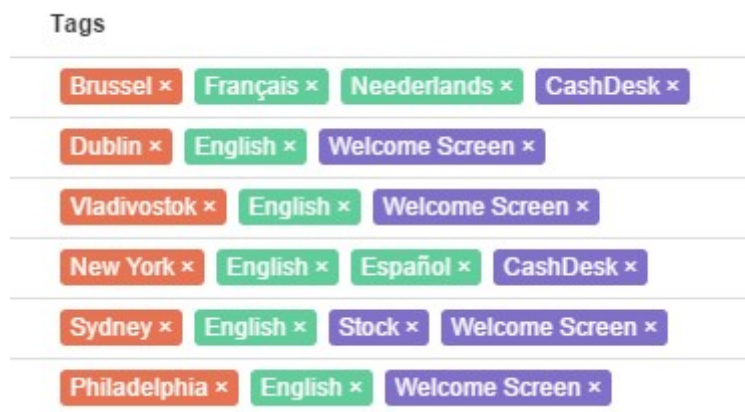 Tags
Brussel × Français × Neederlands × CashDesk ×
Dublin × English × Welcome Screen ×
Vladivostok × English × Welcome Screen ×
New York × English × Español × CashDesk ×
Sydney × English × Stock × Welcome Screen ×
Philadelphia × English × Welcome Screen ×